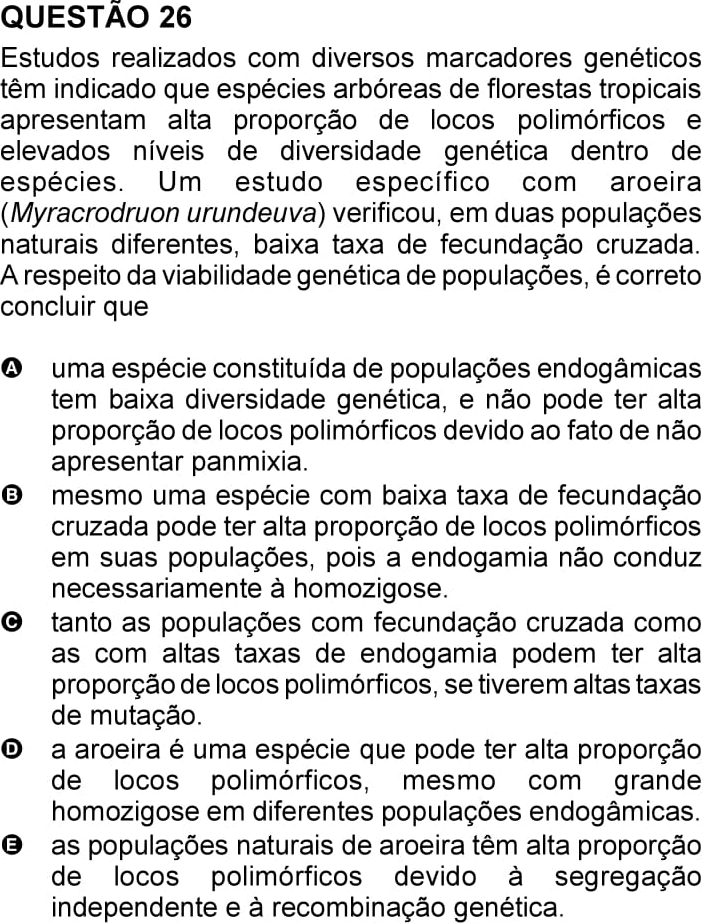 QUESTÃO 26
Estudos realizados com diversos marcadores genéticos
têm indicado que espécies arbóreas de florestas tropicais
apresentam alta proporção de locos polimórficos e
elevados níveis de diversidade genética dentro de
espécies. Um estudo específico com aroeira
(Myracrodruon urundeuva) verificou, em duas populações
naturais diferentes, baixa taxa de fecundação cruzada.
A respeito da viabilidade genética de populações, é correto
concluir que
A uma espécie constituída de populações endogâmicas
tem baixa diversidade genética, e não pode ter alta
proporção de locos polimórficos devido ao fato de não
apresentar panmixia.
B mesmo uma espécie com baixa taxa de fecundação
cruzada pode ter alta proporção de locos polimórficos
em suas populações, pois a endogamia não conduz
necessariamente à homozigose.
C tanto as populações com fecundação cruzada como
as com altas taxas de endogamia podem ter alta
proporção de locos polimórficos, se tiverem altas taxas
de mutação.
D a aroeira é uma espécie que pode ter alta proporção
de locos polimórficos, mesmo com grande
homozigose em diferentes populações endogâmicas.
E as populações naturais de aroeira têm alta proporção
de locos polimórficos devido à segregação
independente e à recombinação genética.